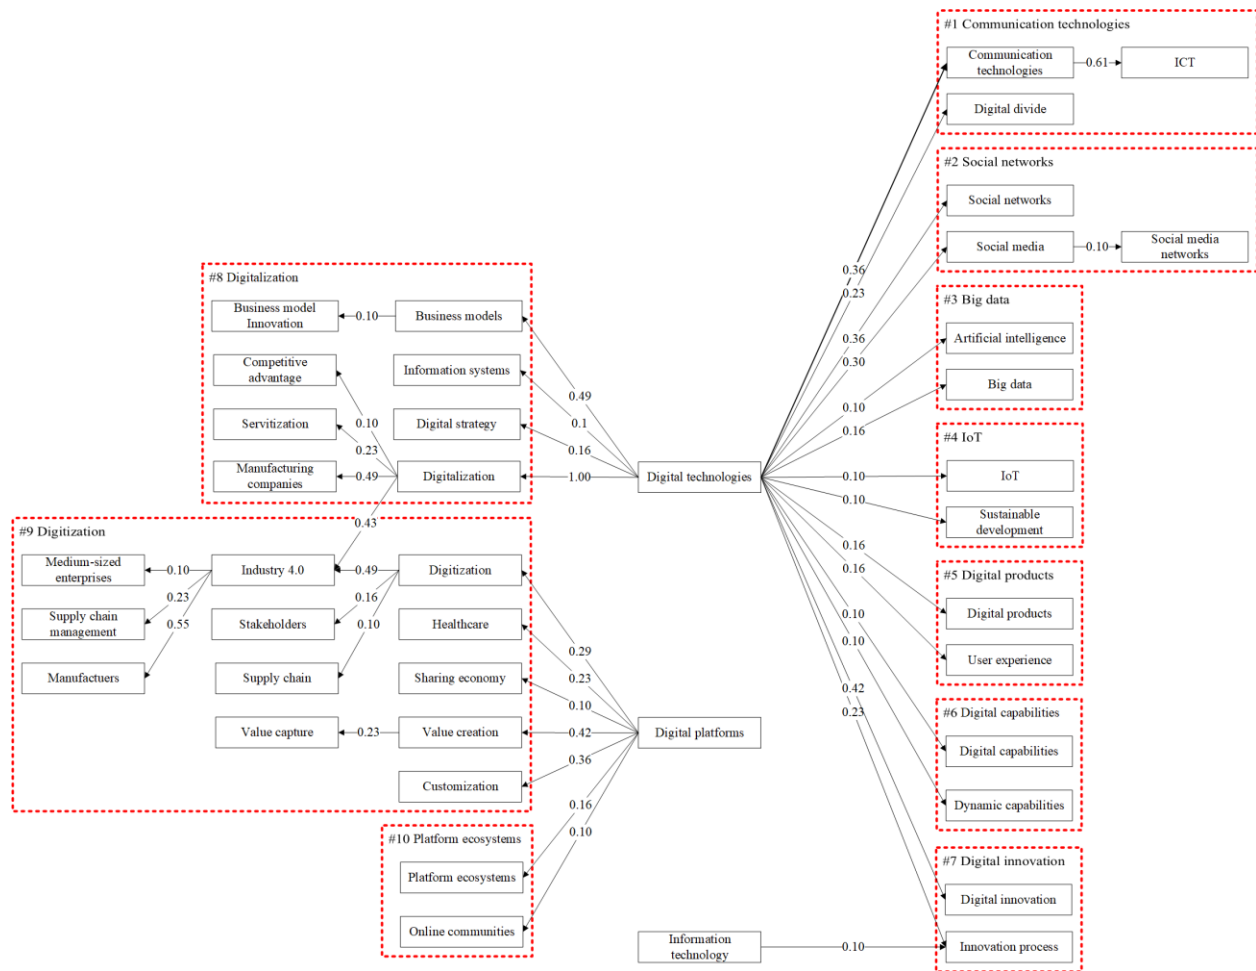 #1 Communication technologies
Communication
technologies
0.61
ICT
Digital divide
#2 Social networks
Social networks
Social media
0.10
Social media
networks
#3 Big data
Artificial intelligence
Big data
#4 IoT
IoT
Sustainable
development
#5 Digital products
Digital products
User experience
#6 Digital capabilities
Digital capabilities
Dynamic capabilities
#7 Digital innovation
Digital innovation
Innovation process
0.36
0.23
0.36
0.30
0.10
0.16
0.10
0.10
0.16
0.16
0.10
0.10
0.42
0.23
Digital technologies
#8 Digitalization
Business model
Innovation
0.10
Business models
Competitive
advantage
Information systems
Servitization
Digital strategy
Manufacturing
companies
Digitalization
0.49
0.1
0.16
1.00
0.10
0.23
0.49
0.43
#9 Digitization
Medium-sized
enterprises
0.10
Industry 4.0
0.49
Digitization
0.23
0.16
Supply chain
management
Stakeholders
Healthcare
0.55
0.10
Manufactuers
Supply chain
Sharing economy
Value capture
0.23
Value creation
Customization
0.29
0.23
0.10
0.42
0.36
0.16
0.10
Digital platforms
#10 Platform ecosystems
Platform ecosystems
Online communities
Information
technology
0.10